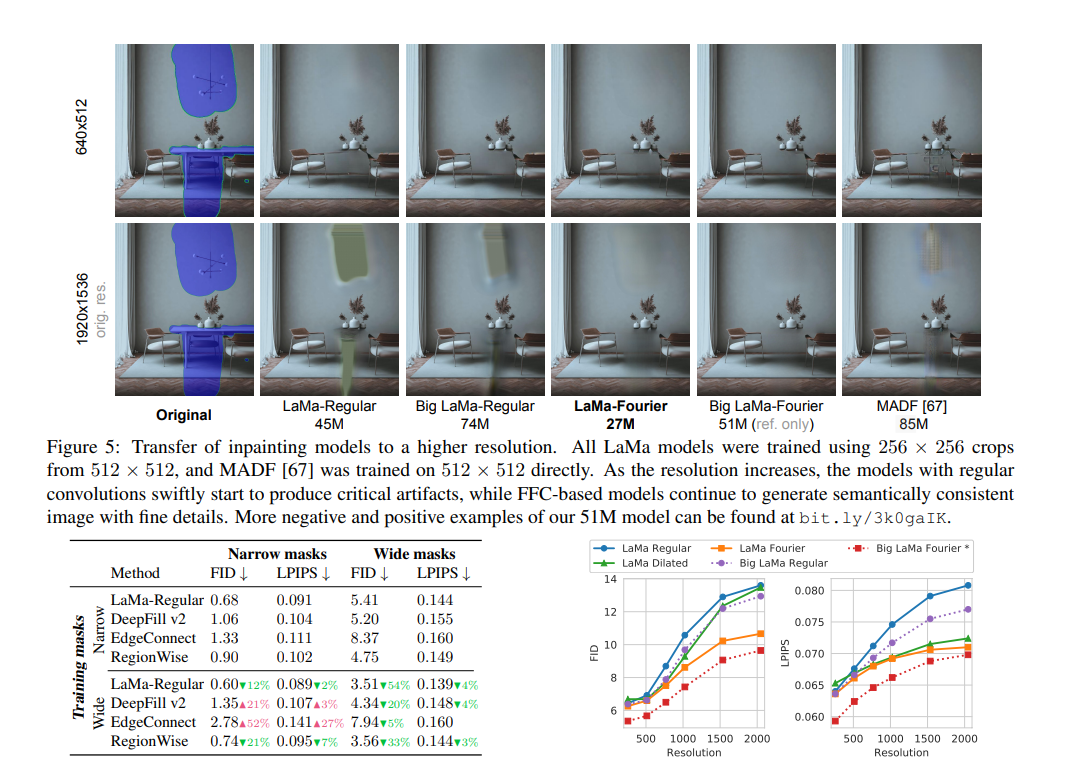 640x512
1920x1536
orig. res.
Original
LaMa-Regular
45M
Big LaMa-Regular
74M
LaMa-Fourier
27M
Big LaMa-Fourier
51M (ref. only)
MADF [67]
85M
Figure 5: Transfer of inpainting models to a higher resolution. All LaMa models were trained using 256 × 256 crops
from 512 × 512, and MADF [67] was trained on 512 × 512 directly. As the resolution increases, the models with regular
convolutions swiftly start to produce critical artifacts, while FFC-based models continue to generate semantically consistent
image with fine details. More negative and positive examples of our 51M model can be found at bit.ly/3k0gaIK.
Narrow masks Wide masks
Method FID ↓ LPIPS ↓ FID ↓ LPIPS ↓
Training masks
Narrow
LaMa-Regular 0.68 0.091 5.41 0.144
DeepFill v2 1.06 0.104 5.20 0.155
EdgeConnect 1.33 0.111 8.37 0.160
RegionWise 0.90 0.102 4.75 0.149
Wide
LaMa-Regular 0.60▼12% 0.089▼2% 3.51▼54% 0.139▼4%
DeepFill v2 1.35▲21% 0.107▲3% 4.34▼20% 0.148▼4%
EdgeConnect 2.78▲52% 0.141▲27% 7.94▼5% 0.160
RegionWise 0.74▼21% 0.095▼7% 3.56▼33% 0.144▼3%
LaMa Regular LaMa Fourier Big LaMa Fourier *
LaMa Dilated Big LaMa Regular
FID
14
12
10
8
6
500 1000 1500 2000
Resolution
LPIPS
0.080
0.075
0.070
0.065
0.060
500 1000 1500 2000
Resolution